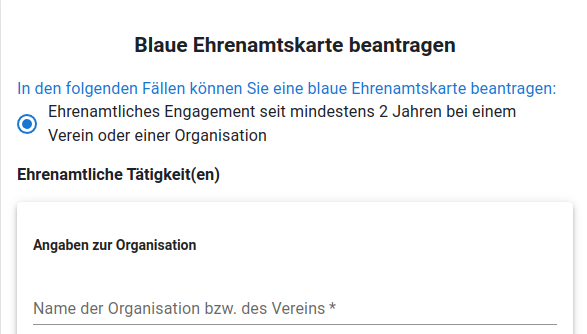 Blaue Ehrenamtskarte beantragen
In den folgenden Fällen können Sie eine blaue Ehrenamtskarte beantragen:
Ehrenamtliches Engagement seit mindestens 2 Jahren bei einem
Verein oder einer Organisation
Ehrenamtliche Tätigkeit(en)
Angaben zur Organisation
Name der Organisation bzw. des Vereins *